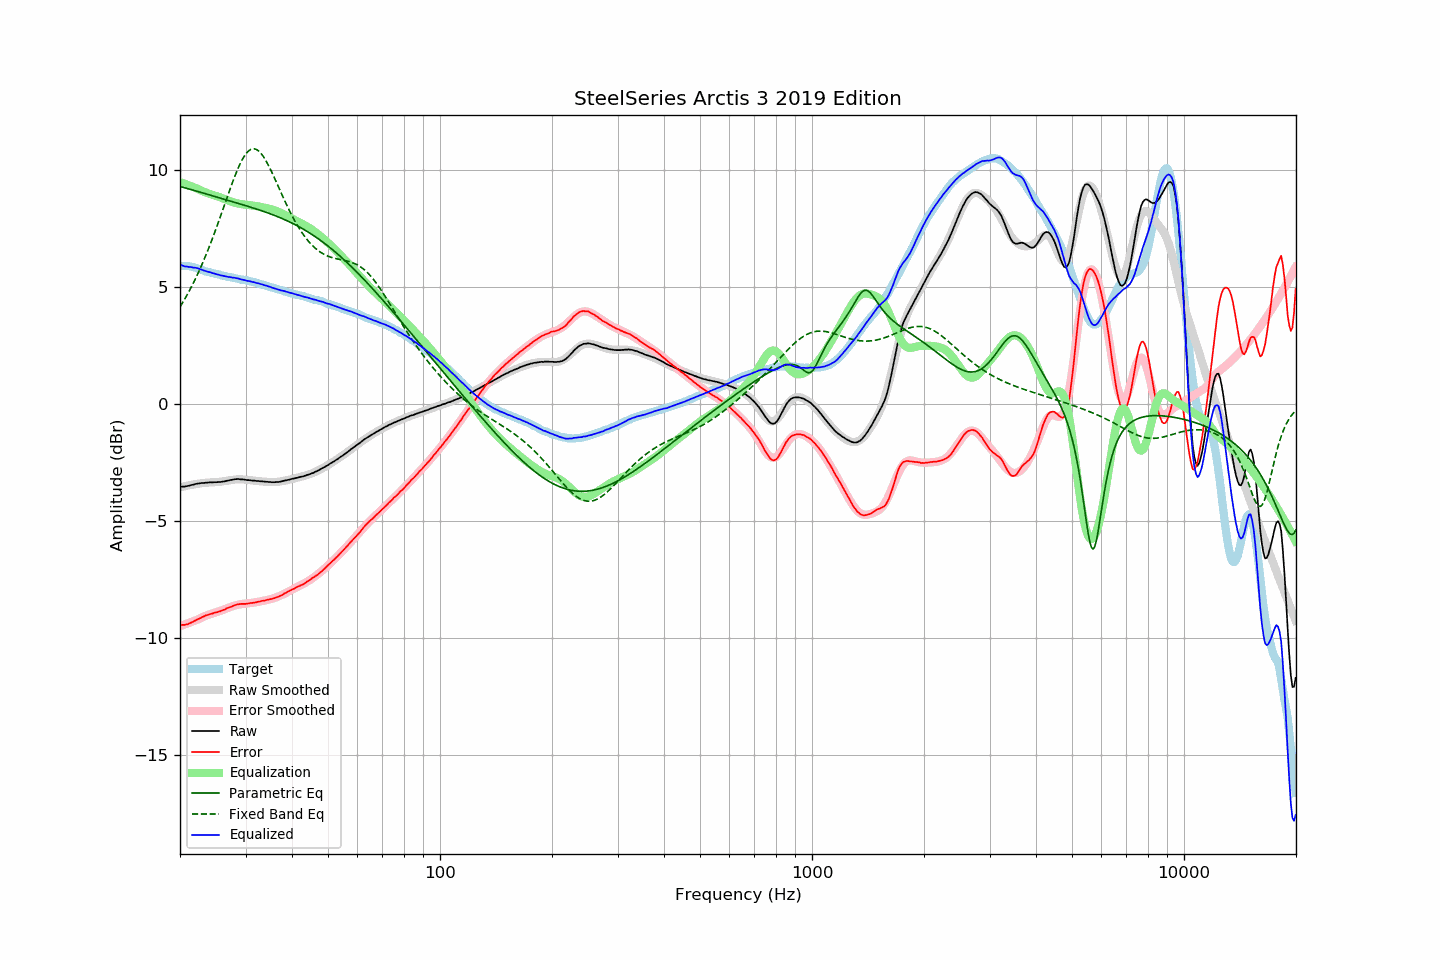 SteelSeries Arctis 3 2019 Edition
Amplitude (dBr)
10
5
0
−5
−10
−15
Target
Raw Smoothed
Error Smoothed
Raw
Error
Equalization
Parametric Eq
Fixed Band Eq
Equalized
100
1000
10000
Frequency (Hz)